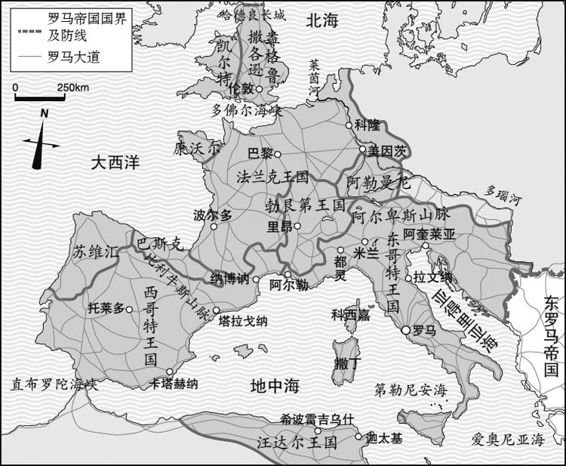 罗马帝国国界
及防线
罗马大道
0 250km
N
哈德良长城
北海
凯尔特
撒各逊
盎格鲁
伦敦
多佛尔海峡
莱茵河
大西洋
康沃尔
科隆
美因茨
巴黎
法兰克王国
阿勒曼尼
多瑙河
勃艮第王国
波尔多
里昂
阿尔卑斯山脉
阿奎莱亚
米兰
都灵
东哥特王国
苏维汇
巴斯克
比利牛斯山脉
纳博讷
阿尔勒
拉文纳
亚得里亚海
东罗马帝国
托莱多
西哥特王国
塔拉戈纳
科西嘉
罗马
撒丁
卡塔赫纳
直布罗陀海峡
地中海
第勒尼安海
希波雷吉乌什
汪达尔王国
迦太基
爱奥尼亚海